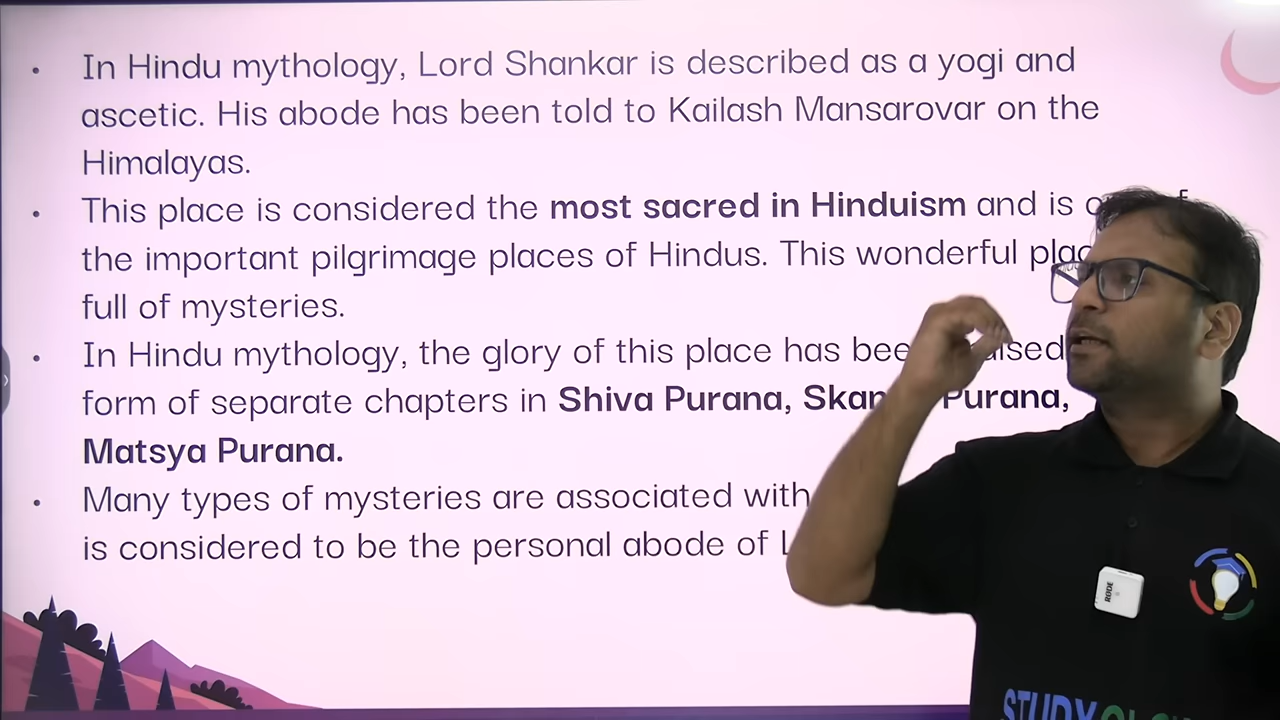 In Hindu mythology, Lord Shankar is described as a yogi and
ascetic. His abode has been told to Kailash Mansarovar on the
Himalayas.
This place is considered the most sacred in Hinduism and is
the important pilgrimage places of Hindus. This wonderful
full of mysteries.
In Hindu mythology, the glory of this place has
form of separate chapters in Shiva Purana, Purana,
Matsya Purana.
Many types of mysteries are associated with
is considered to be the personal abode of
RØDE
STUDY